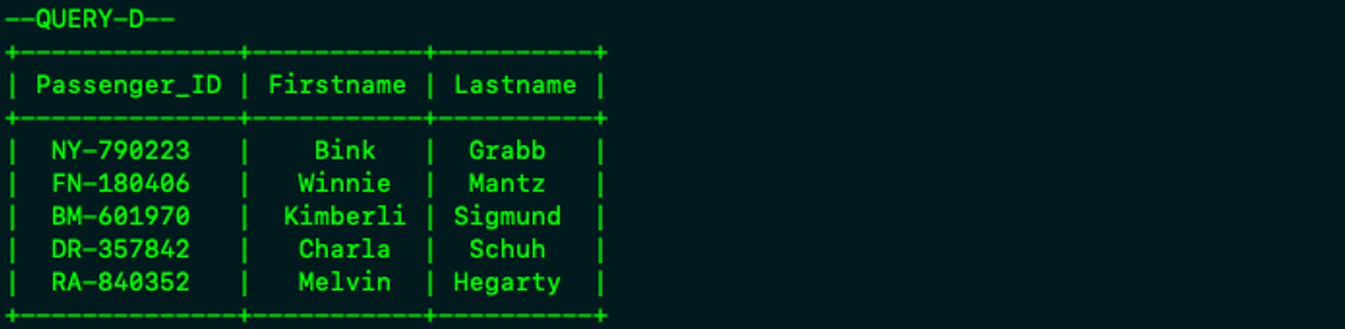 --QUERY-D--
+--------------+-----------+----------+
| Passenger_ID | Firstname | Lastname |
+--------------+-----------+----------+
|  NY-790223   |    Bink   |  Grabb   |
|  FN-180406   |   Winnie  |  Mantz   |
|  BM-601970   |  Kimberli | Sigmund  |
|  DR-357842   |   Charla  |  Schuh   |
|  RA-840352   |   Melvin  | Hegarty  |
+--------------+-----------+----------+